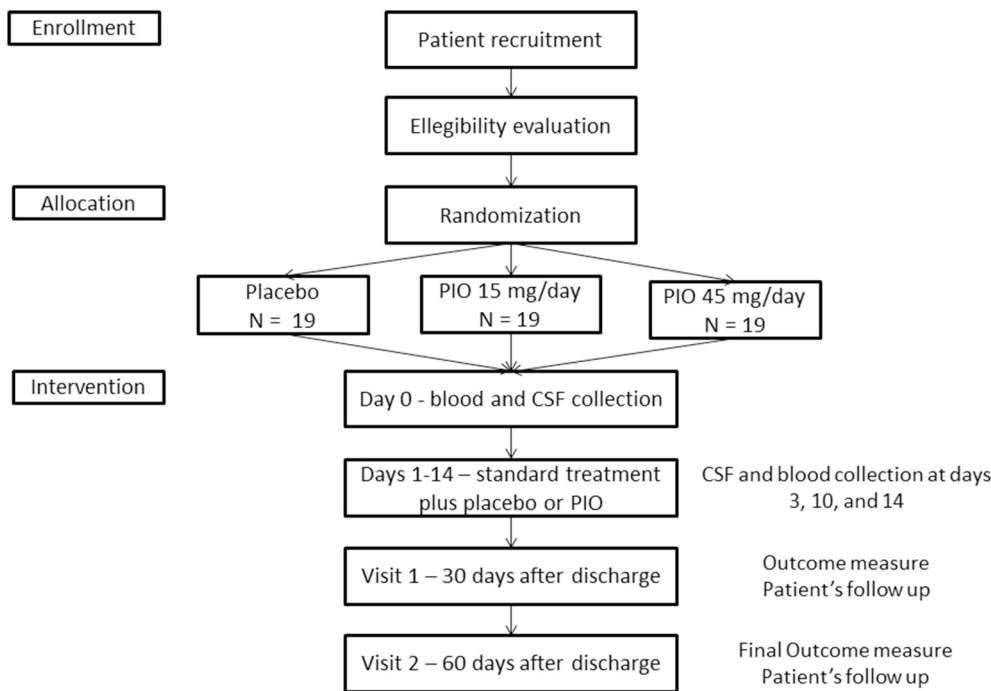 Enrollment
Patient recruitment
Ellegibility evaluation
Allocation
Randomization
Placebo
N = 19
PIO 15 mg/day
N = 19
PIO 45 mg/day
N = 19
Intervention
Day 0 - blood and CSF collection
Days 1-14 – standard treatment
plus placebo or PIO
CSF and blood collection at days
3, 10, and 14
Visit 1 – 30 days after discharge
Outcome measure
Patient's follow up
Visit 2 – 60 days after discharge
Final Outcome measure
Patient's follow up